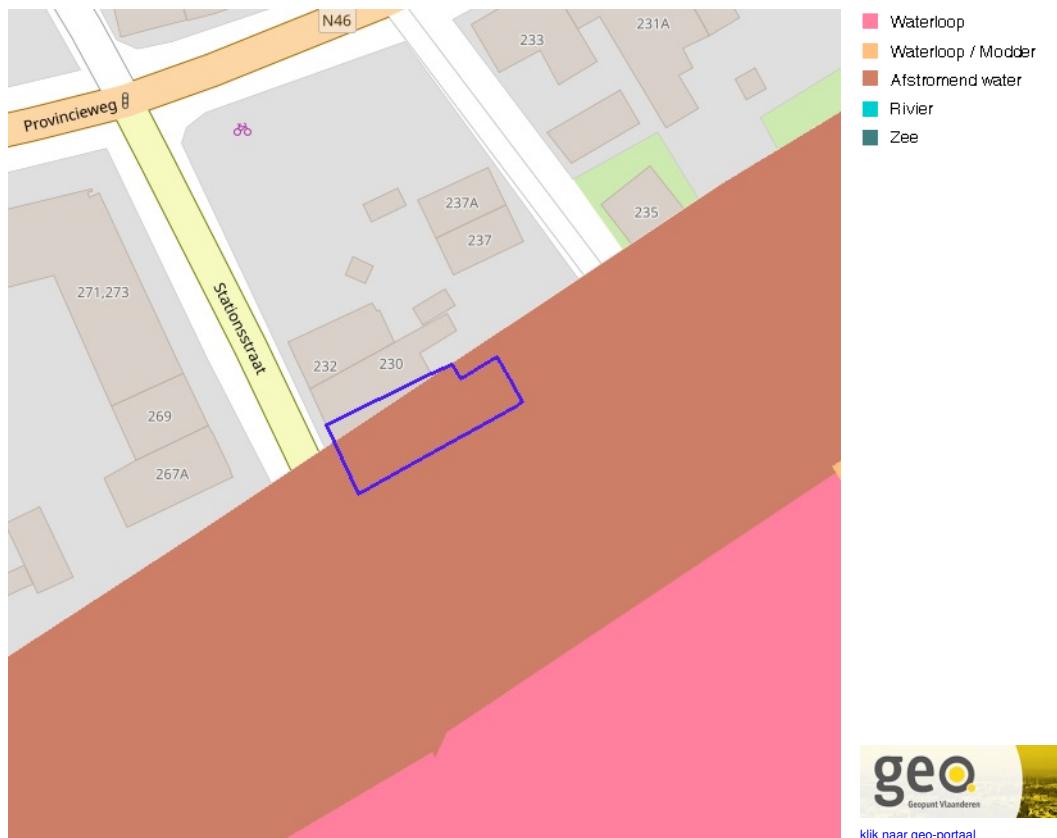 N46
233
231A
Provincieweg
237A
237
235
271,273
Stationsstraat
232
230
269
267A
Waterloop
Waterloop / Modder
Afstromend water
Rivier
Zee
geo.
Geopunt Vlaanderen
klik naar geo-portaal